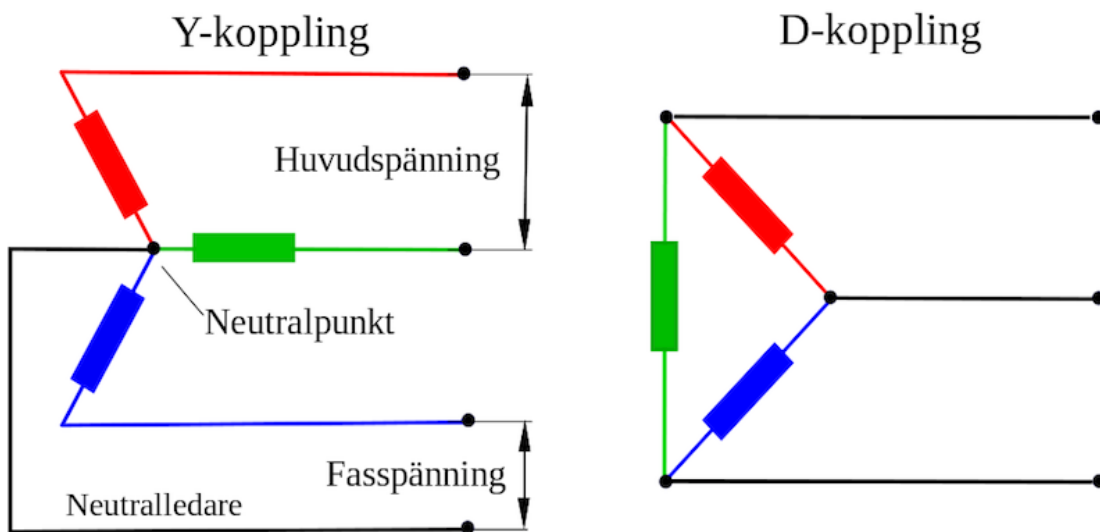 Y-koppling
D-koppling
Huvudspänning
Neutralpunkt
Fasspänning
Neutralledare